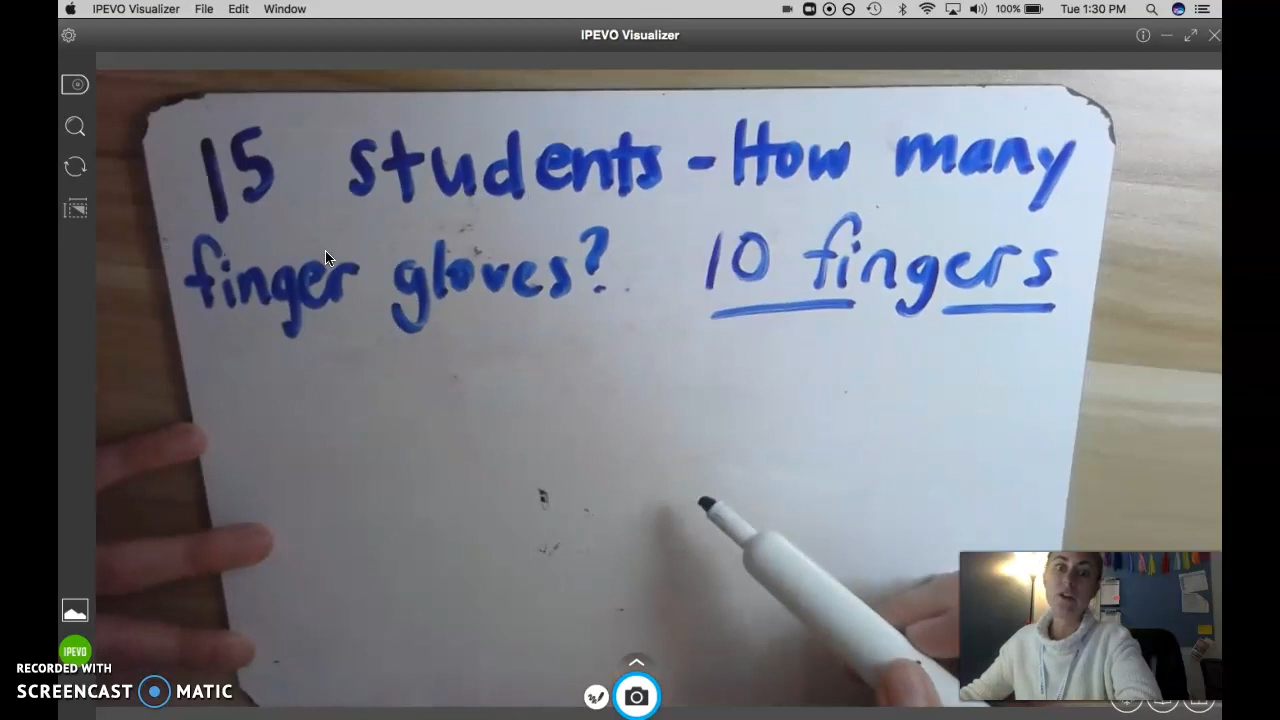 IPEVO Visualizer File Edit Window 100% Tue 1:30 PM
IPEVO Visualizer
15 students - How many
finger gloves? 10 fingers
IPEVO
RECORDED WITH
SCREENCAST MATIC